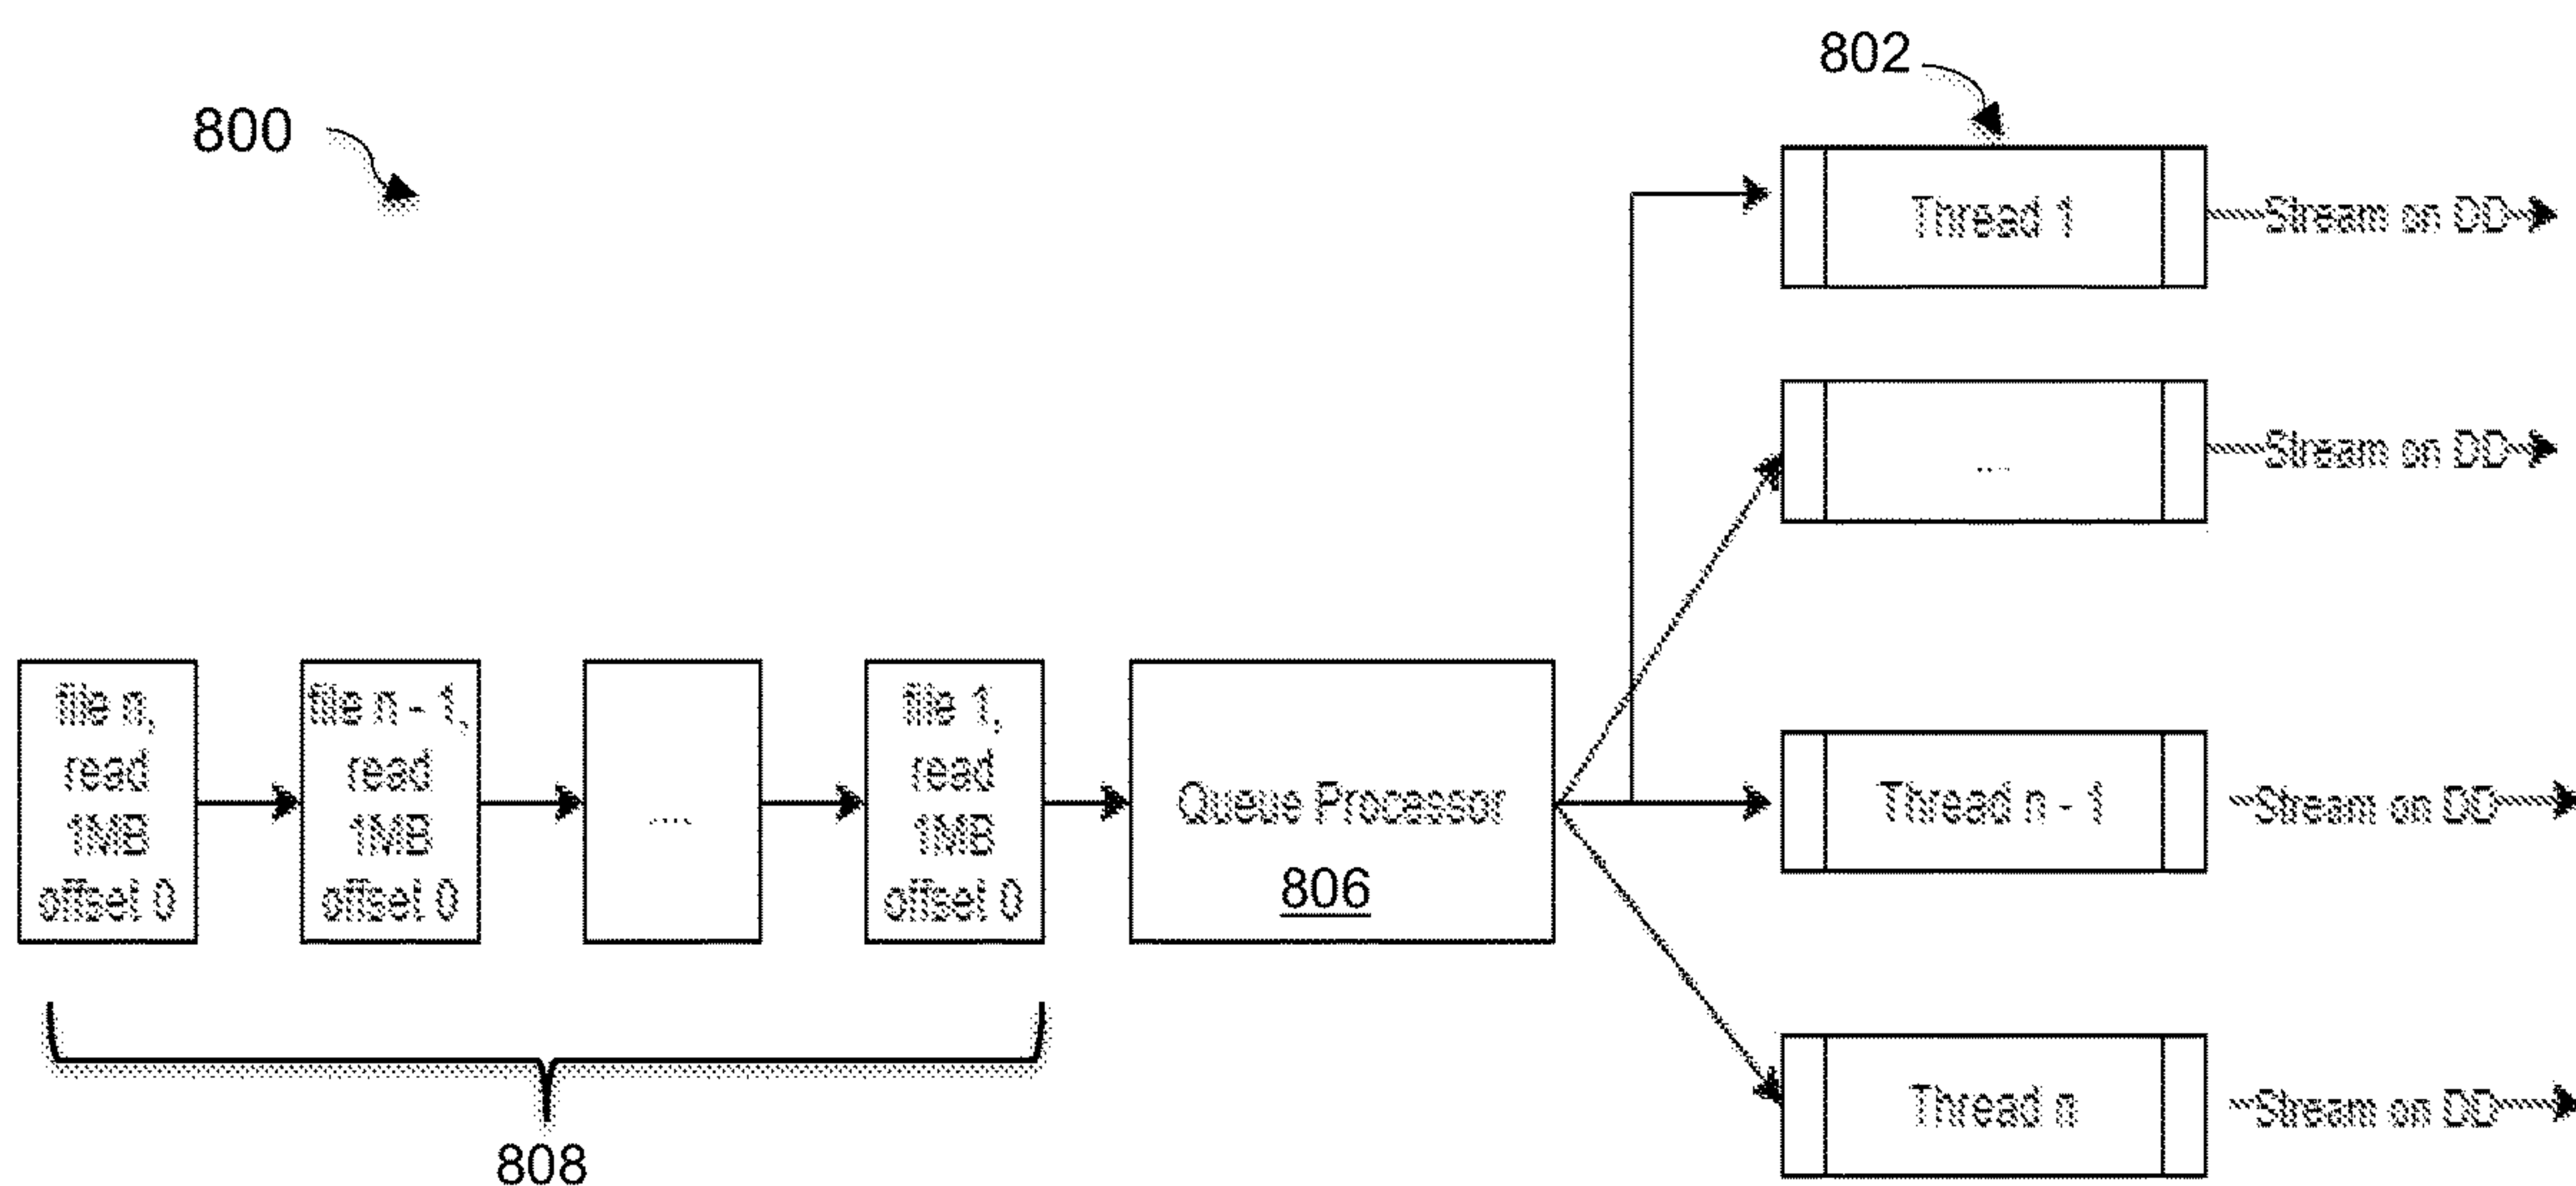 802
800
Thread 1
Stream on DD
...
Stream on DD
file n,
read
1MB
offset 0
file n - 1,
read
1MB
offset 0
...
file 1,
read
1MB
offset 0
Queue Processor
806
Thread n - 1
Stream on DD
Thread n
Stream on DD
808